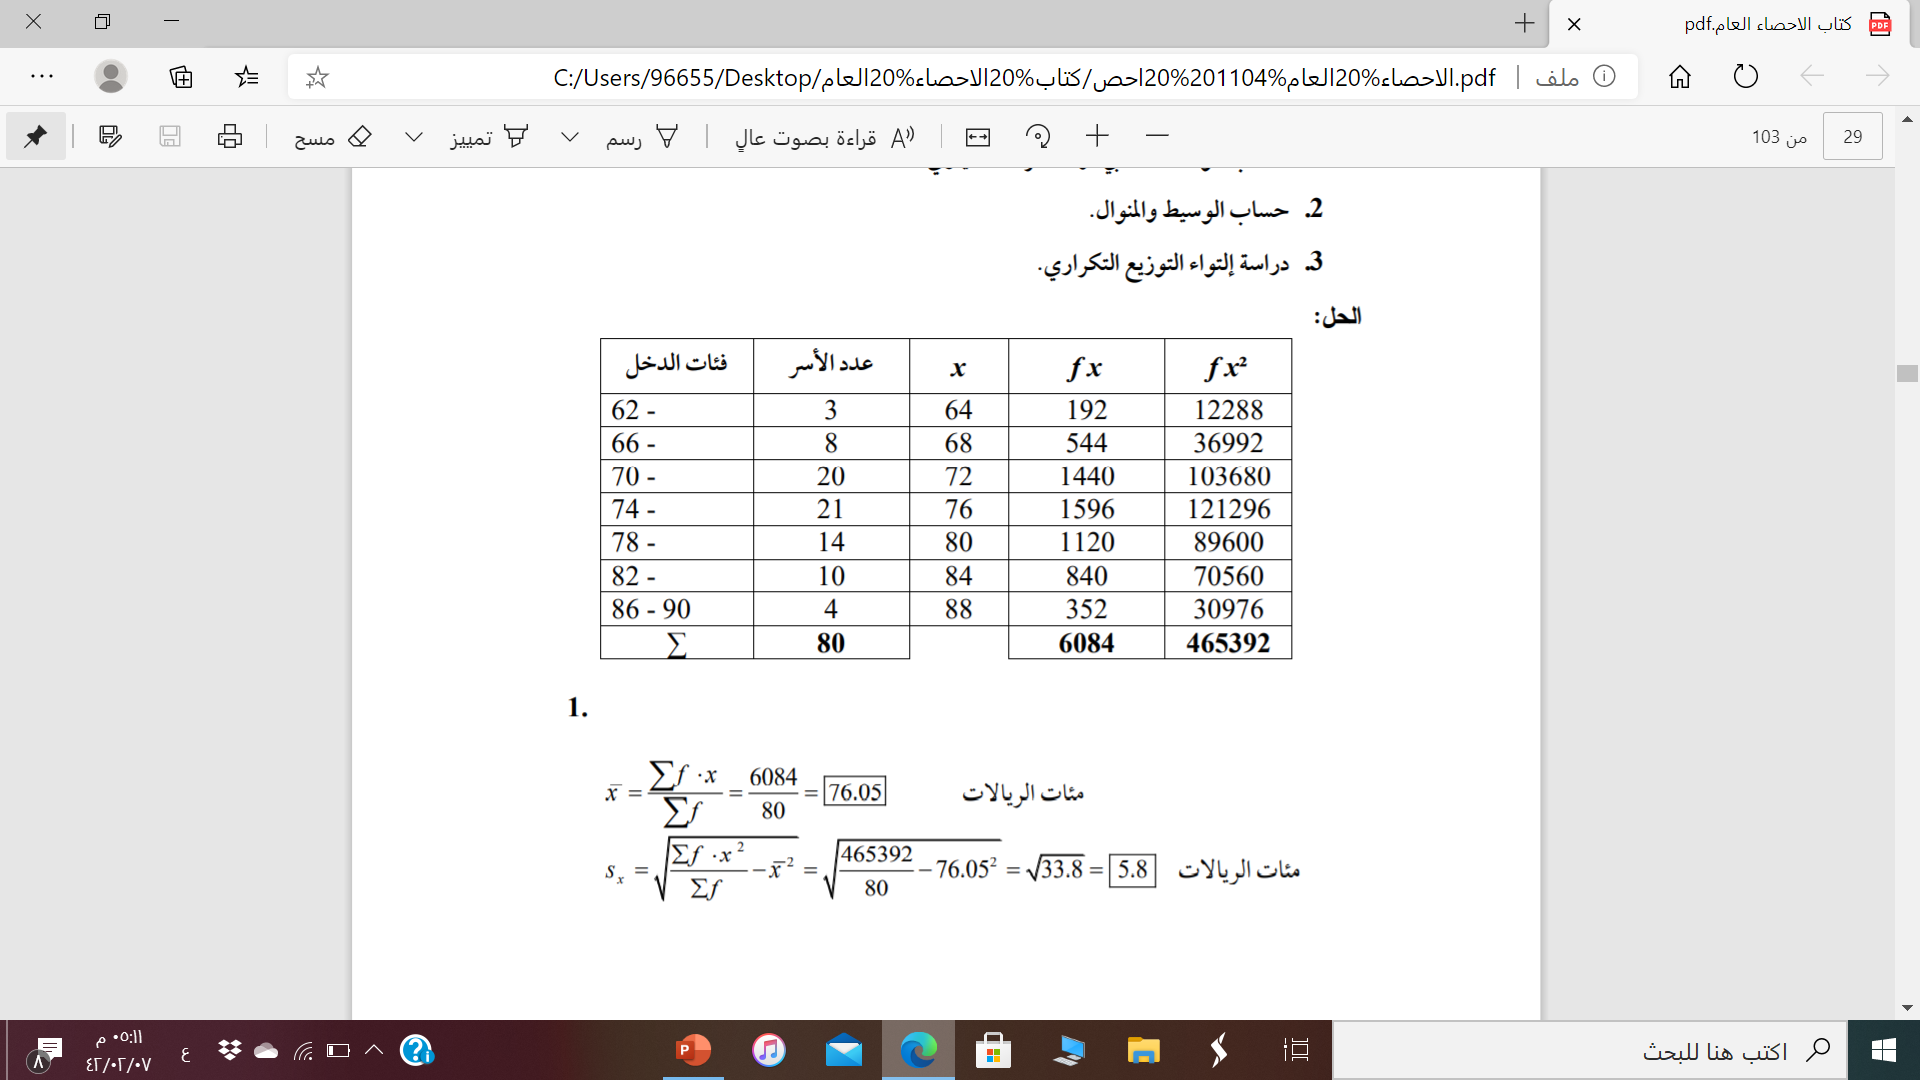 كتاب الاحصاء العام.pdf
ملف
C:/Users/96655/Desktop/الاحصاء%20العام%20%201104احص/كتاب%20الاحصاء%20العام.pdf
29 من 103
قراءة بصوت عالٍ
رسم
تمييز
مسح
2. حساب الوسيط والمنوال.
3. دراسة إلتواء التوزيع التكراري.
الحل:
فئات الدخل عدد الأسر x f x f x²
62 - 3 64 192 12288
66 - 8 68 544 36992
70 - 20 72 1440 103680
74 - 21 76 1596 121296
78 - 14 80 1120 89600
82 - 10 84 840 70560
86 - 90 4 88 352 30976
∑ 80 6084 465392
1.
x̄ = ∑f·x / ∑f = 6084 / 80 = 76.05 مئات الريالات
sₓ = √(∑f·x² / ∑f − x̄²) = √(465392 / 80 − 76.05²) = √33.8 = 5.8 مئات الريالات
اكتب هنا للبحث
ع
٠٥:١١ م
٤٢/٠٢/٠٧
٨